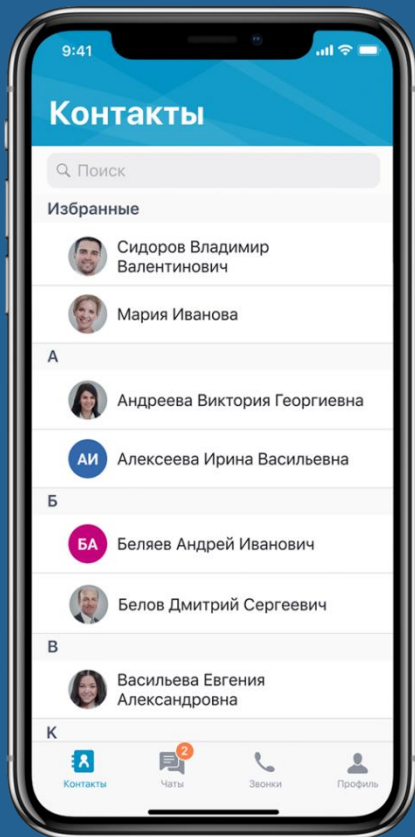 9:41
Контакты
Поиск
Избранные
Сидоров Владимир
Валентинович
Мария Иванова
А
Андреева Виктория Георгиевна
АИ
Алексеева Ирина Васильевна
Б
БА
Беляев Андрей Иванович
Белов Дмитрий Сергеевич
В
Васильева Евгения
Александровна
К
2
Контакты
Чаты
Звонки
Профиль